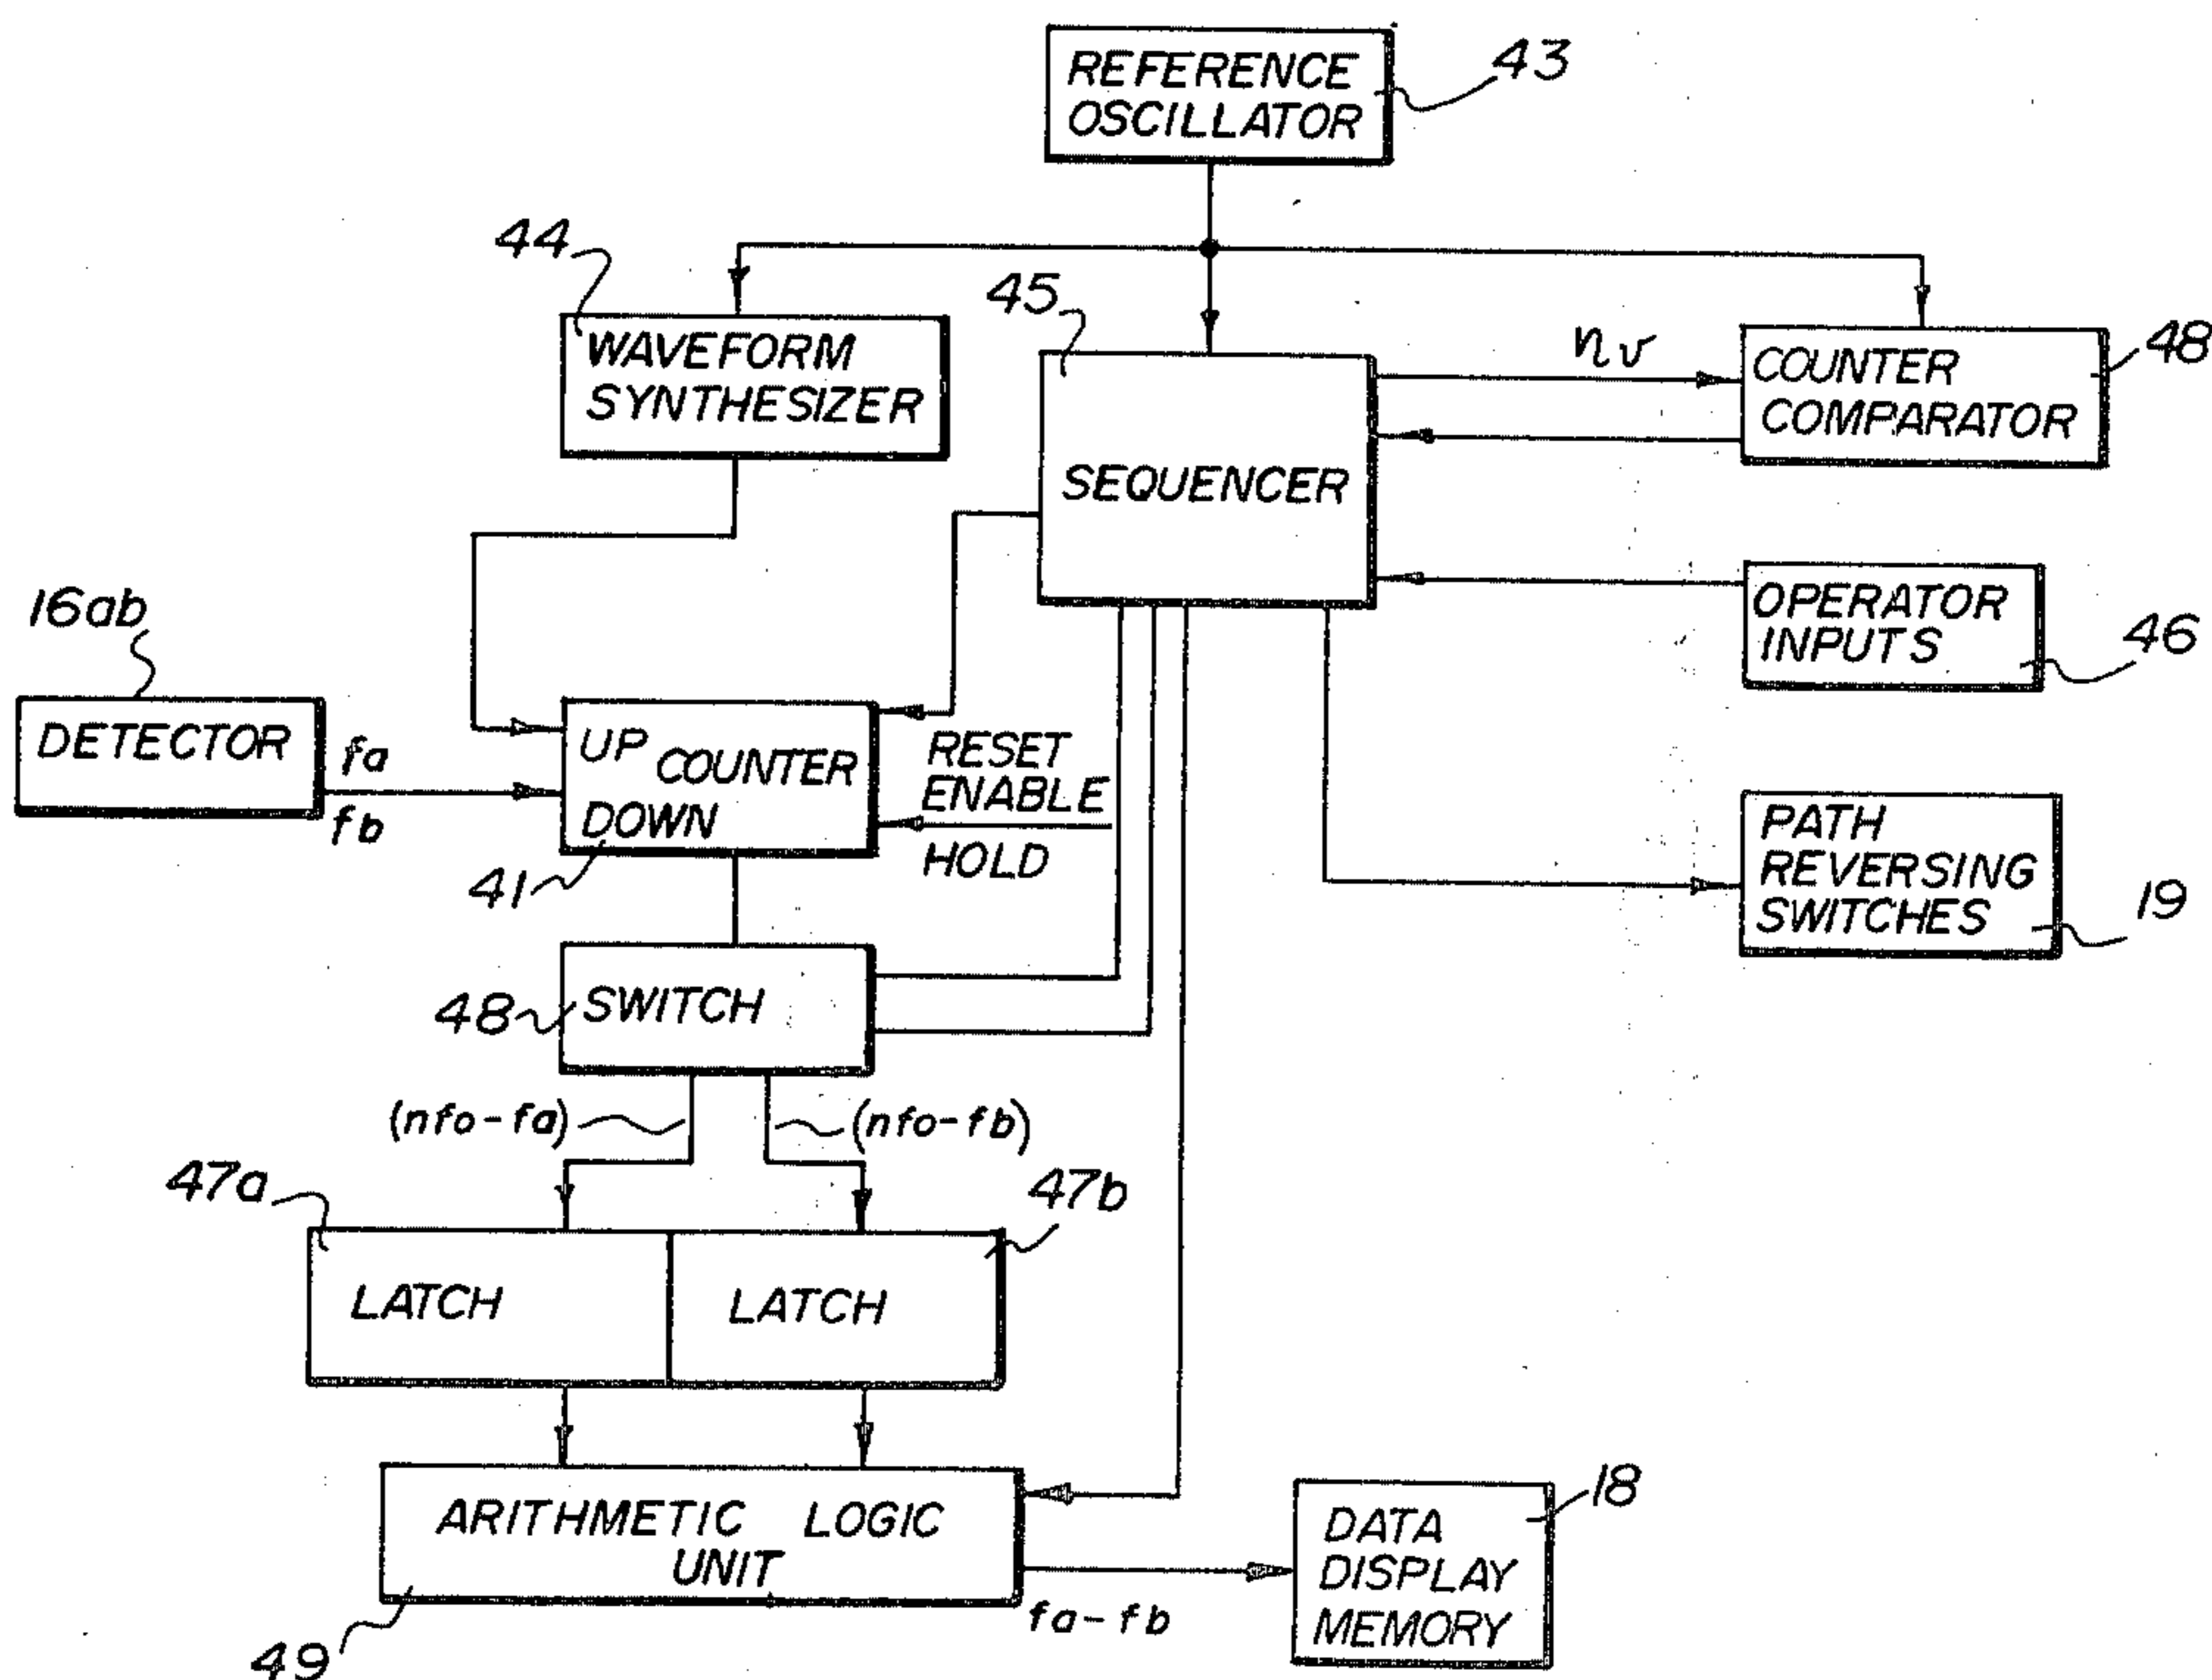 REFERENCE
OSCILLATOR
43
44
WAVEFORM
SYNTHESIZER
45
SEQUENCER
nv
COUNTER
COMPARATOR
48
OPERATOR
INPUTS
46
16ab
DETECTOR
fa
fb
UP
COUNTER
DOWN
41
RESET
ENABLE
HOLD
PATH
REVERSING
SWITCHES
19
48
SWITCH
(nfo-fa)
(nfo-fb)
47a
LATCH
LATCH
47b
ARITHMETIC LOGIC
UNIT
49
fa-fb
DATA
DISPLAY
MEMORY
18